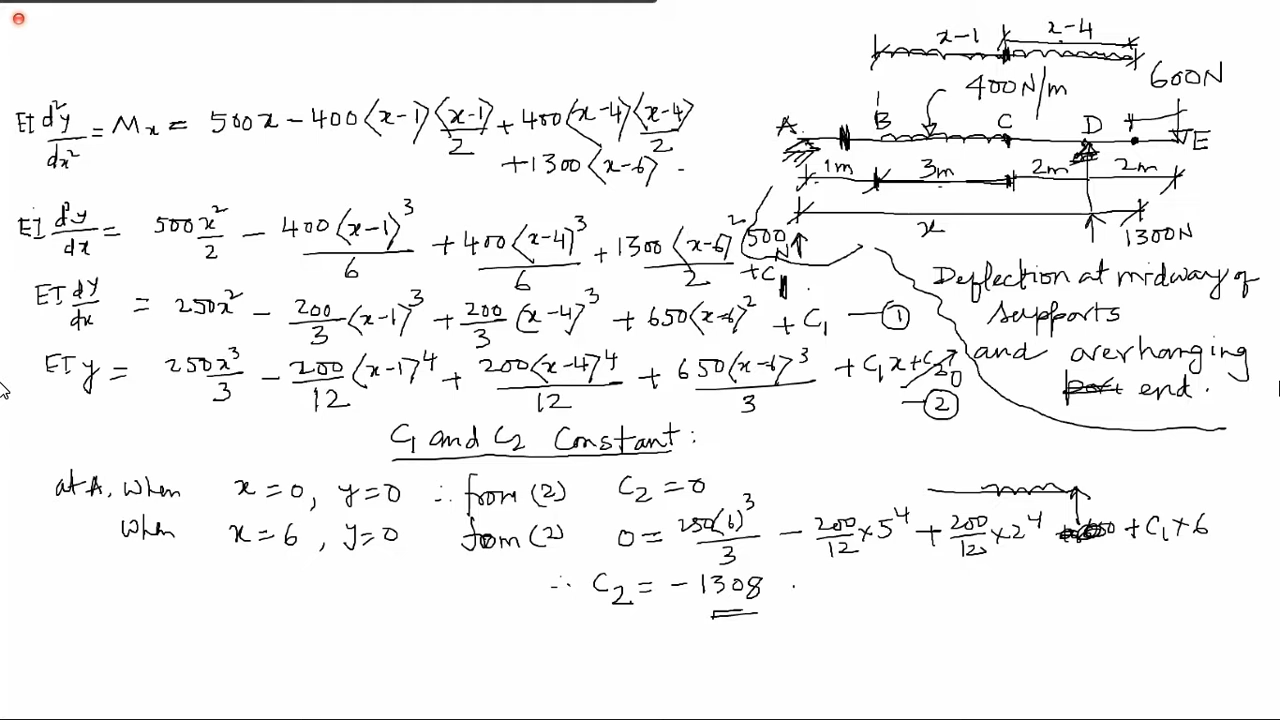 x-1 x-4
600N
400N/m
A B C D E
1m 3m 2m 2m
x
500N 1300N
EI d²y/dx² = Mx = 500x - 400⟨x-1⟩⟨x-1⟩/2 + 400⟨x-4⟩⟨x-4⟩/2
+ 1300⟨x-6⟩ .
EI dy/dx = 500x²/2 - 400⟨x-1⟩³/6 + 400⟨x-4⟩³/6 + 1300⟨x-6⟩²/2 + C₁
EI dy/dx = 250x² - 200/3 ⟨x-1⟩³ + 200/3 ⟨x-4⟩³ + 650⟨x-6⟩² + C₁ — ①
EI y = 250x³/3 - 200/12 ⟨x-1⟩⁴ + 200⟨x-4⟩⁴/12 + 650⟨x-6⟩³/3 + C₁x + C₂ 0
— ②
Deflection at midway of
supports
and overhanging
end.
C₁ and C₂ Constant :
at A, when x=0, y=0 ∴ from (2) C₂ = 0
when x=6, y=0 from (2) 0 = 250(6)³/3 - 200/12 × 5⁴ + 200/12 × 2⁴ + C₁ × 6
∴ C₂ = -1308 .